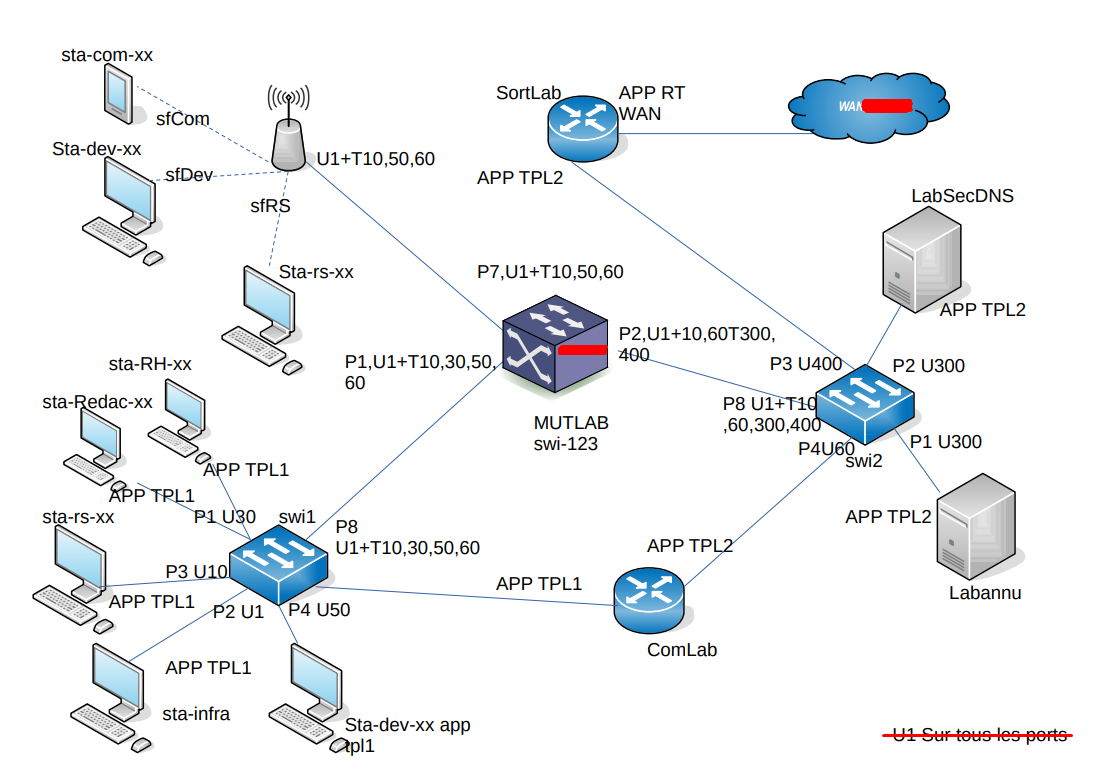 sta-com-xx
sfCom
Sta-dev-xx
sfDev
sfRS
U1+T10,50,60
Sta-rs-xx
SortLab
APP RT
WAN
WAN
APP TPL2
LabSecDNS
APP TPL2
P7,U1+T10,50,60
P2,U1+10,60T300,
400
P1,U1+T10,30,50,
60
P3 U400
P2 U300
P8 U1+T10
,60,300,400
P4U60
swi2
P1 U300
MUTLAB
swi-123
sta-RH-xx
sta-Redac-xx
APP TPL1
APP TPL1
sta-rs-xx
P1 U30
swi1
P8
U1+T10,30,50,60
P3 U10
APP TPL1
P2 U1
P4 U50
APP TPL1
APP TPL2
APP TPL2
Labannu
ComLab
APP TPL1
sta-infra
Sta-dev-xx app
tpl1
U1 Sur tous les ports